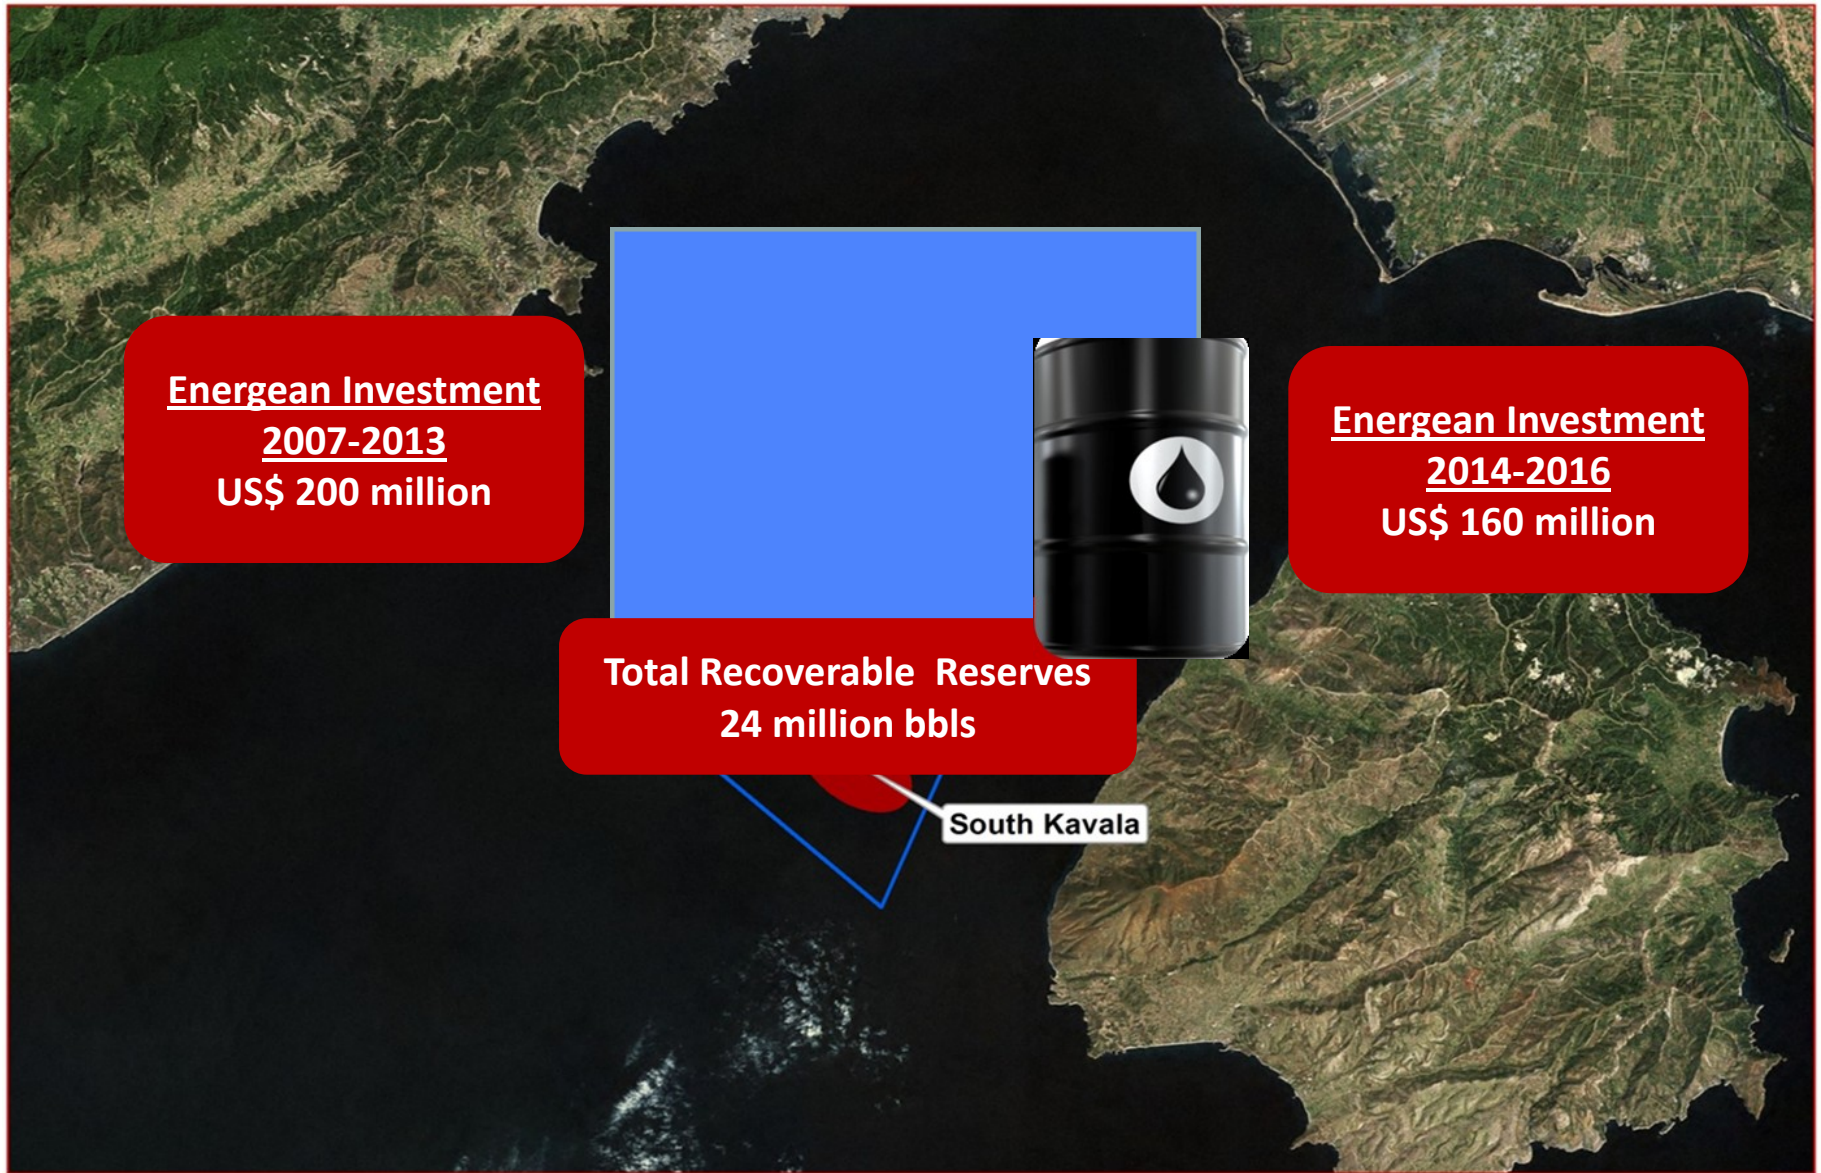 Energean Investment
2007-2013
US$ 200 million
Energean Investment
2014-2016
US$ 160 million
Total Recoverable  Reserves
24 million bbls
South Kavala